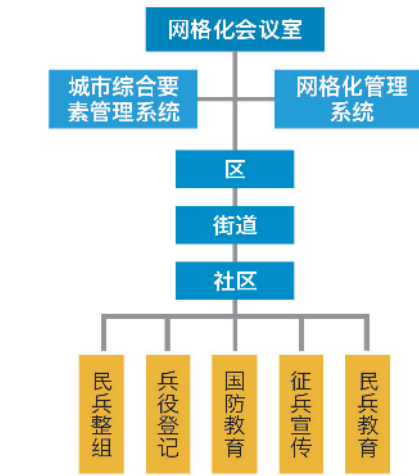 网格化会议室
城市综合要
素管理系统
网格化管理
系统
区
街道
社区
民兵整组
兵役登记
国防教育
征兵宣传
民兵教育